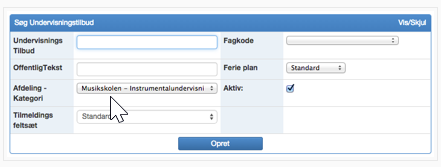 Søg Undervisningstilbud Vis/Skjul
Undervisnings Fagkode
Tilbud
OffentligTekst Ferie plan Standard
Afdeling - Musikskolen - Instrumentalundervisni Aktiv:
Kategori
Tilmeldings Standard
feltsæt
Opret